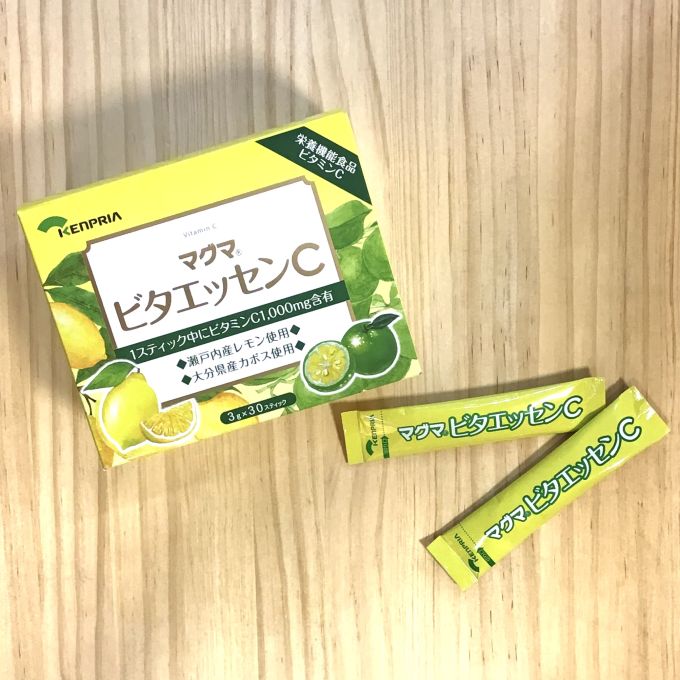 栄養機能食品
ビタミンC
KENPRIA
Vitamin C
マグマ®
ビタエッセンC
1スティック中にビタミンC1,000mg含有
◆瀬戸内産レモン使用◆
◆大分県産カボス使用◆
3g×30スティック
KENPRIA
マグマ®ビタエッセンC
KENPRIA
マグマ®ビタエッセンC